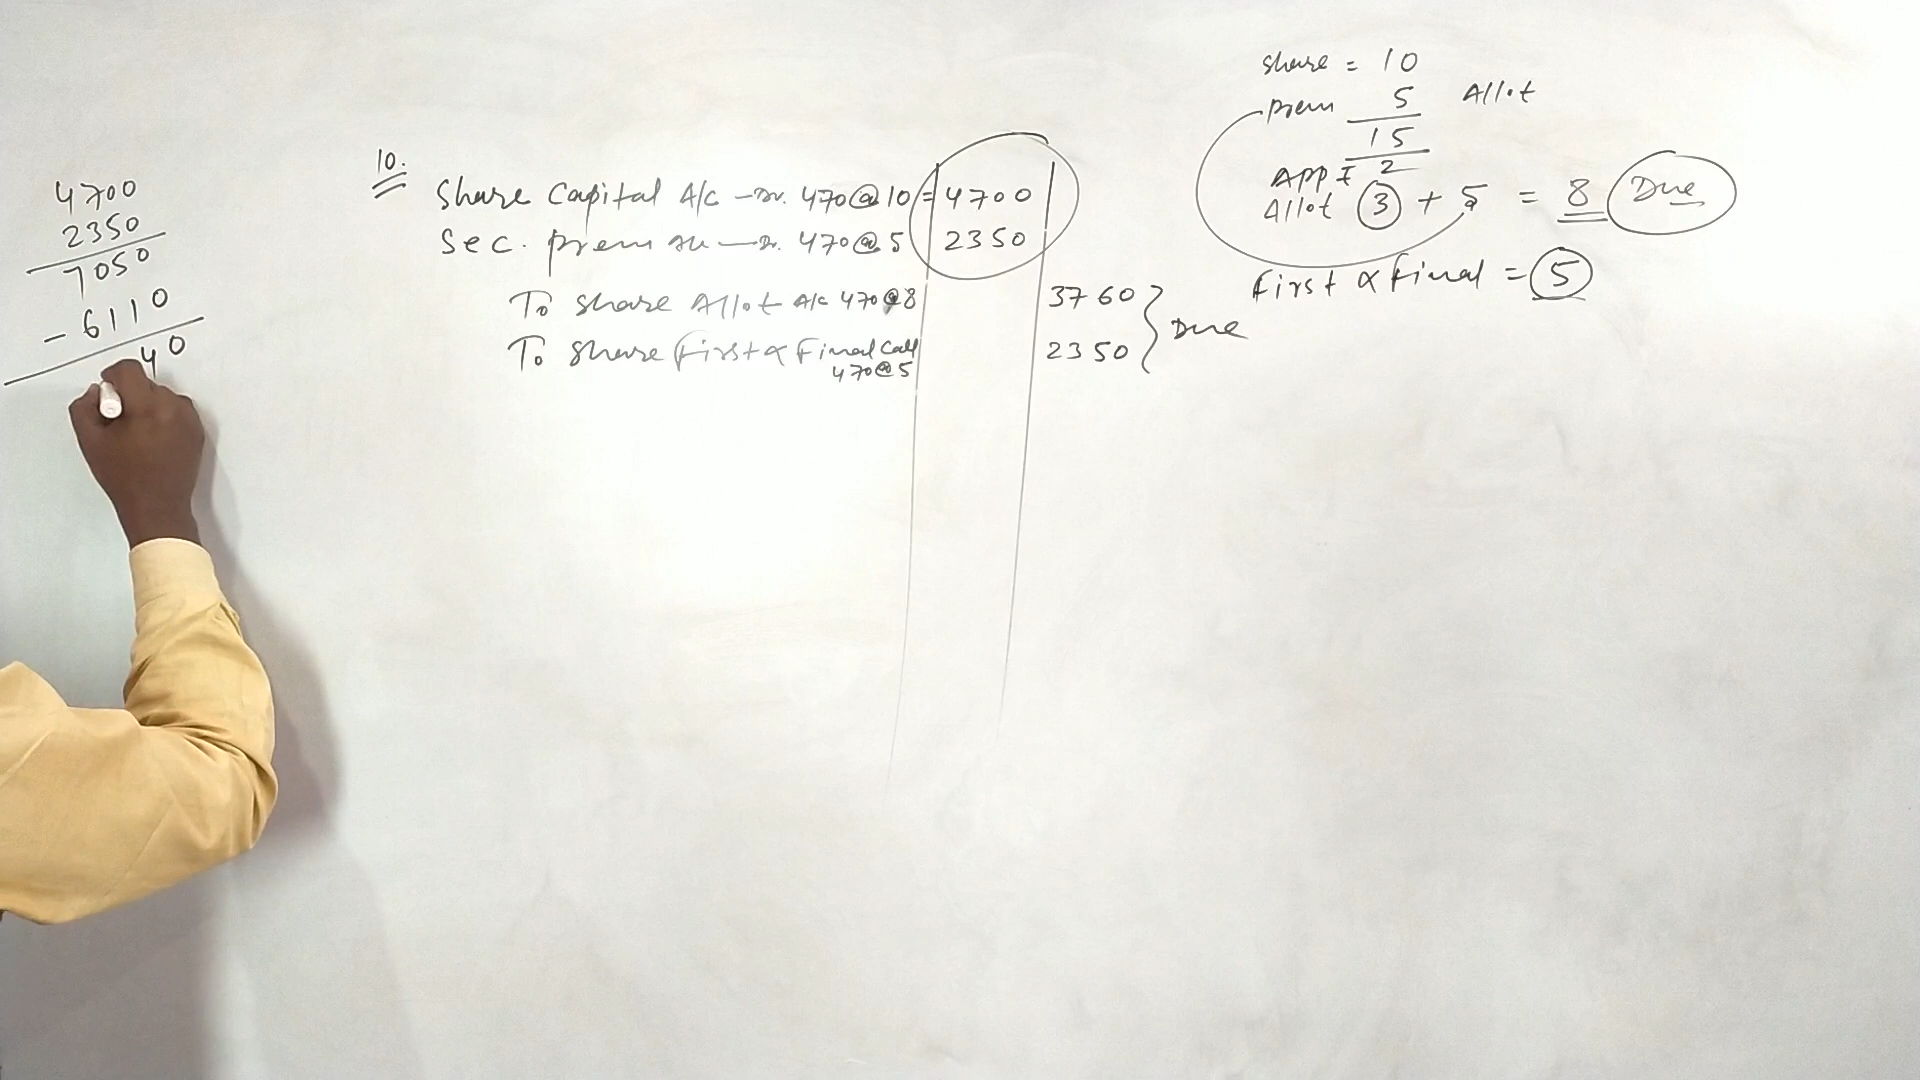 4700
2350
7050
- 6110
40
10.
Share Capital A/c — Dr. 470@10 = 4700
Sec. prem — Dr. 470@5 2350
To share Allot A/c 470@8 3760
To share First & Final Call 2350
470@5
Due
share = 10
prem 5 Allot
15
APP I 2
Allot 3 + 5 = 8 Due
First & Final = 5